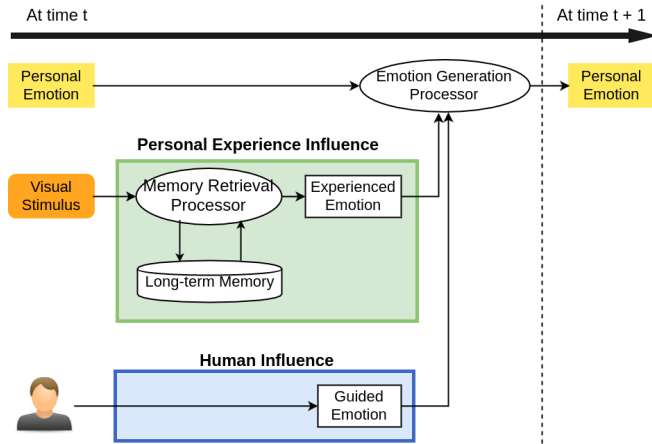 At time t
At time t + 1
Personal
Emotion
Emotion Generation
Processor
Personal
Emotion
Personal Experience Influence
Visual
Stimulus
Memory Retrieval
Processor
Experienced
Emotion
Long-term Memory
Human Influence
Guided
Emotion